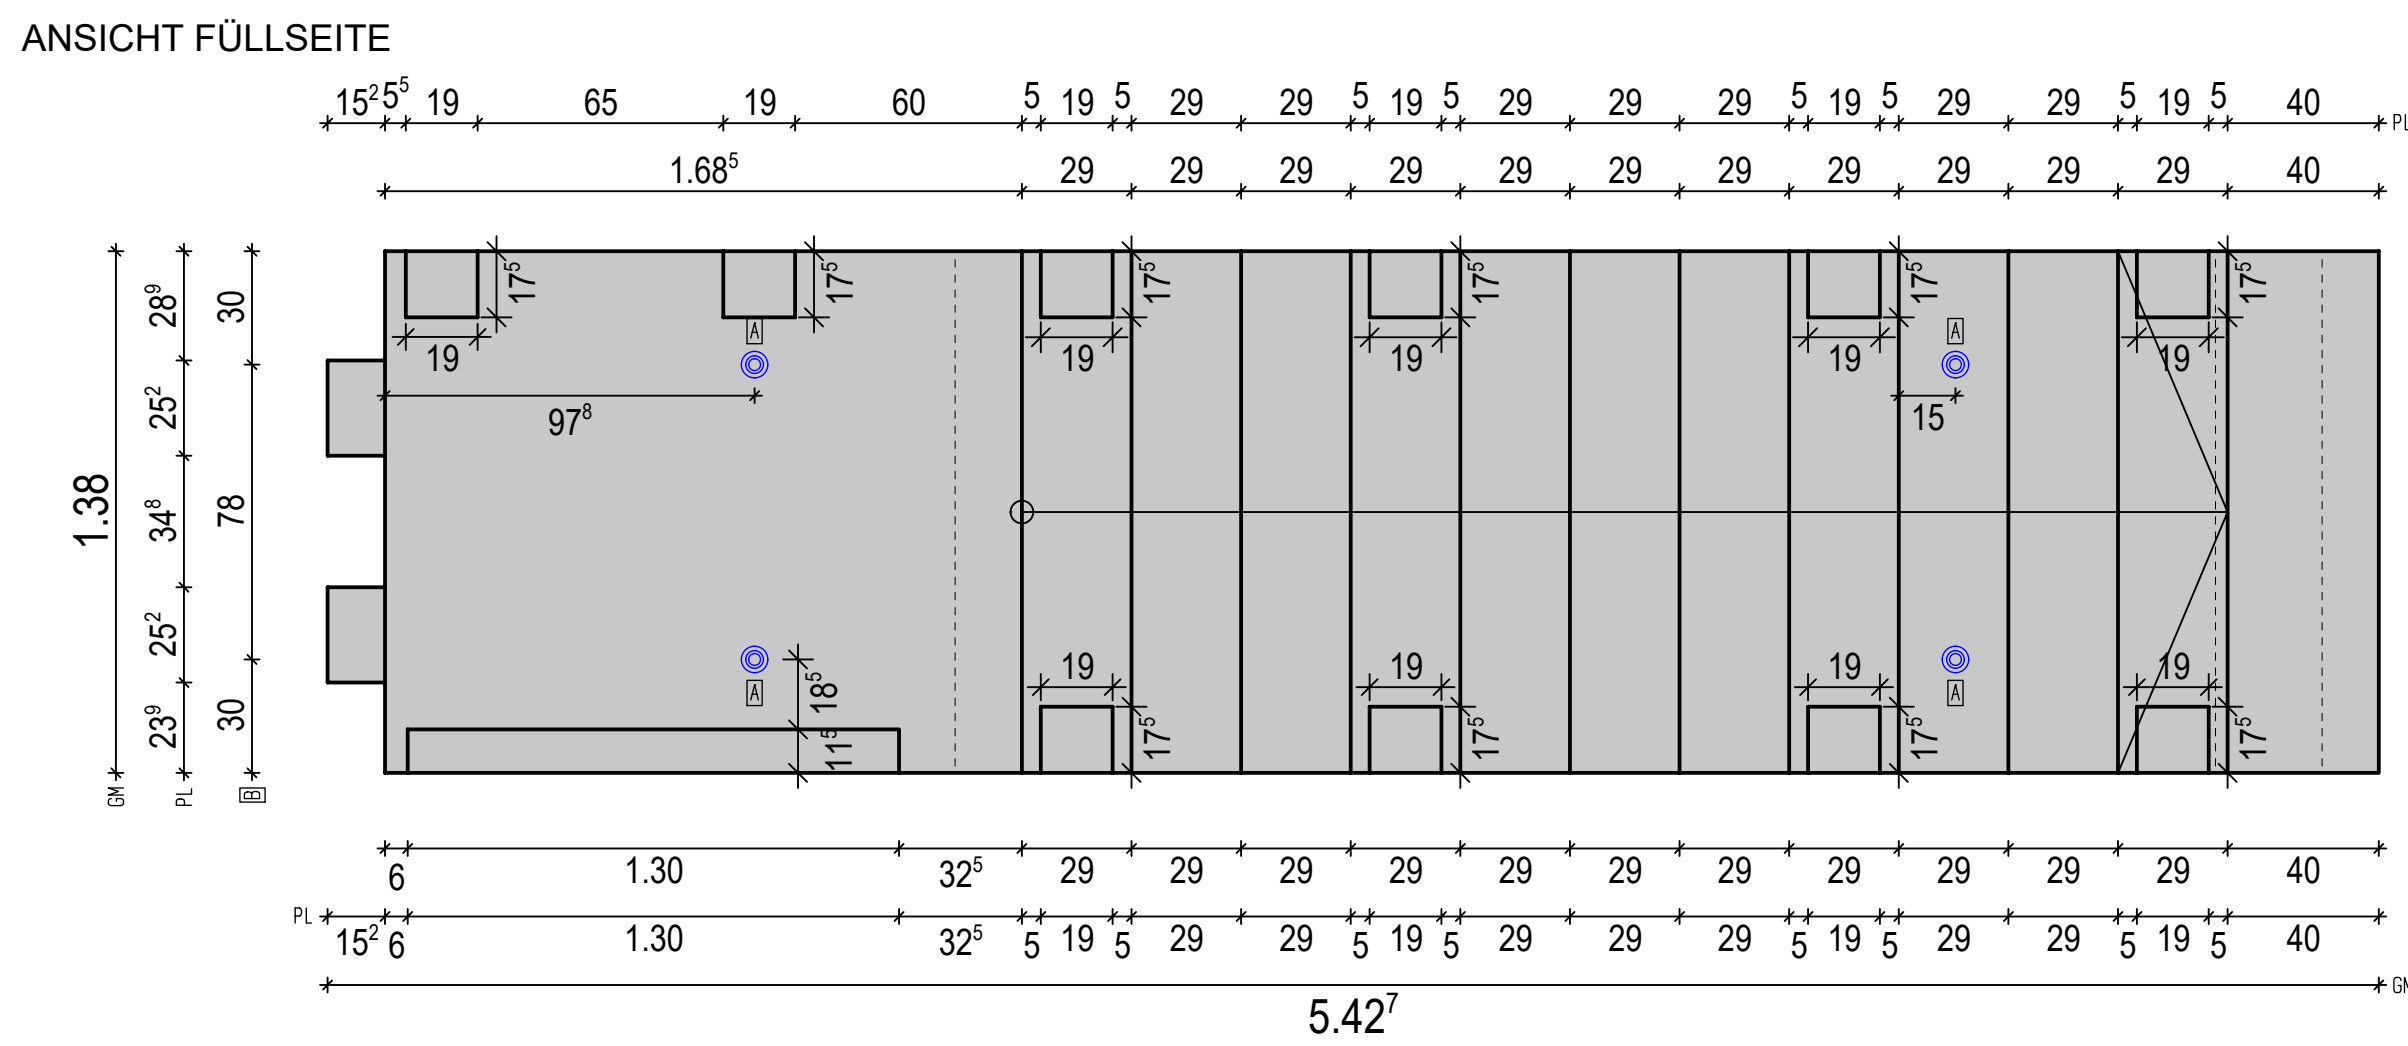 ANSICHT FÜLLSEITE
15² 5⁵ 19 65 19 60 5 19 5 29 29 5 19 5 29 29 29 5 19 5 29 29 5 19 5 40 PL
1.68⁵ 29 29 29 29 29 29 29 29 29 29 29 40
17⁵ 17⁵ 17⁵ 17⁵ 17⁵ 17⁵
28⁹ 30
A A
19 19 19 19 19
25² 97⁸ 15
1.38 34⁸ 78
25² 19 19 19 19
A 18⁵ A
23⁹ 30 11⁵ 17⁵ 17⁵ 17⁵ 17⁵
GM PL B
6 1.30 32⁵ 29 29 29 29 29 29 29 29 29 29 29 40
PL 15² 6 1.30 32⁵ 5 19 5 29 29 5 19 5 29 29 29 5 19 5 29 29 5 19 5 40
5.42⁷